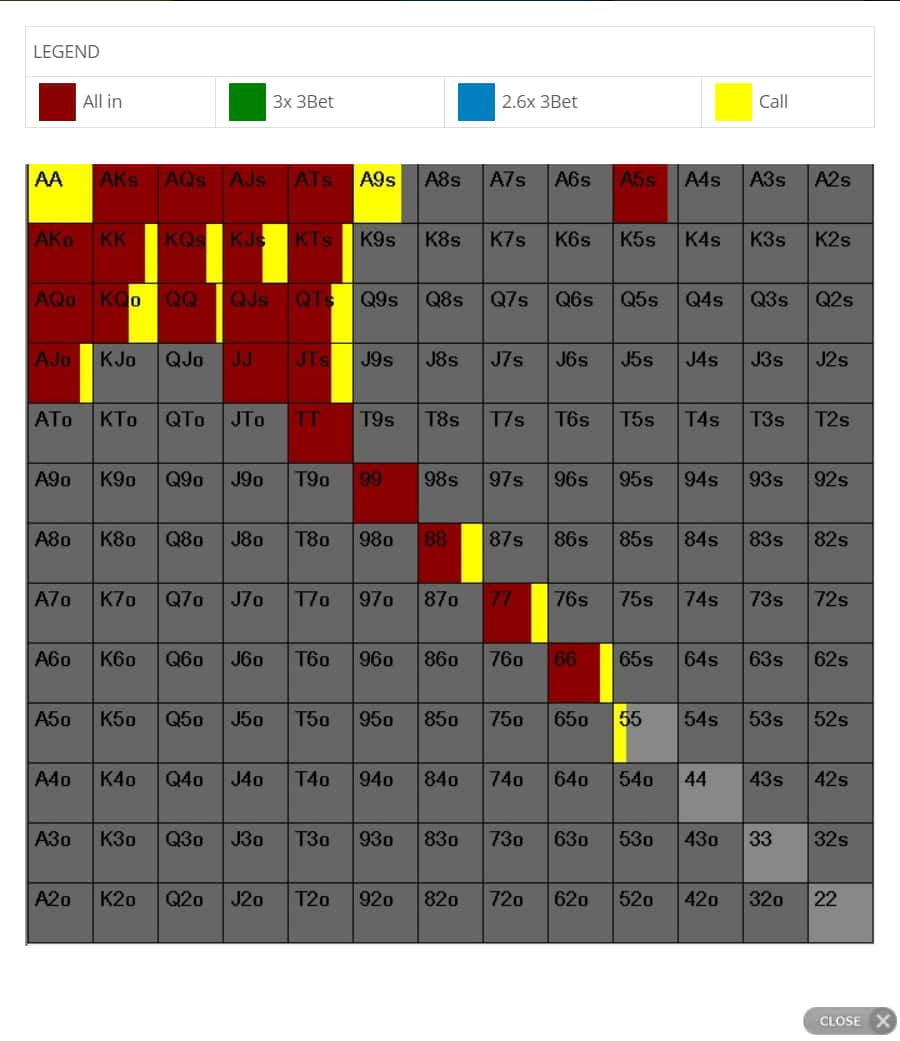 LEGEND
All in 3x 3Bet 2.6x 3Bet Call
AA AKs AQs AJs ATs A9s A8s A7s A6s A5s A4s A3s A2s
AKo KK KQs KJs KTs K9s K8s K7s K6s K5s K4s K3s K2s
AQo KQo QQ QJs QTs Q9s Q8s Q7s Q6s Q5s Q4s Q3s Q2s
AJo KJo QJo JJ JTs J9s J8s J7s J6s J5s J4s J3s J2s
ATo KTo QTo JTo TT T9s T8s T7s T6s T5s T4s T3s T2s
A9o K9o Q9o J9o T9o 99 98s 97s 96s 95s 94s 93s 92s
A8o K8o Q8o J8o T8o 98o 88 87s 86s 85s 84s 83s 82s
A7o K7o Q7o J7o T7o 97o 87o 77 76s 75s 74s 73s 72s
A6o K6o Q6o J6o T6o 96o 86o 76o 66 65s 64s 63s 62s
A5o K5o Q5o J5o T5o 95o 85o 75o 65o 55 54s 53s 52s
A4o K4o Q4o J4o T4o 94o 84o 74o 64o 54o 44 43s 42s
A3o K3o Q3o J3o T3o 93o 83o 73o 63o 53o 43o 33 32s
A2o K2o Q2o J2o T2o 92o 82o 72o 62o 52o 42o 32o 22
CLOSE